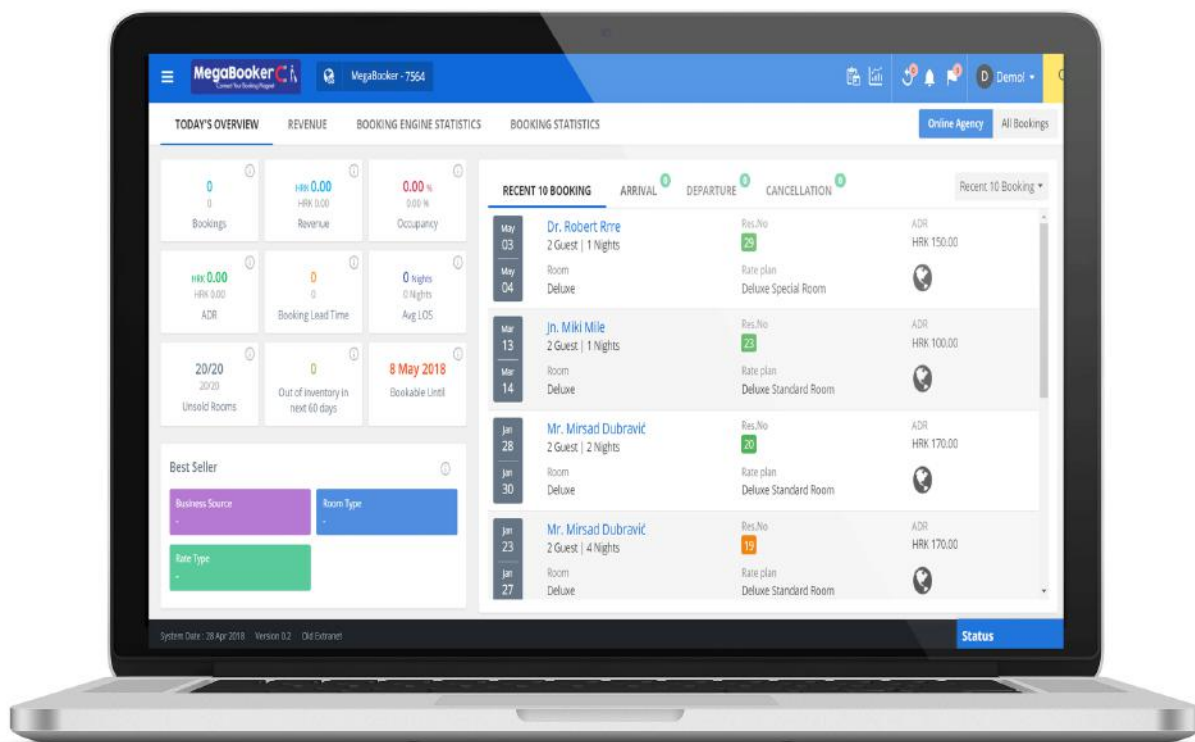 MegaBooker
Connect Your Booking Magnet
MegaBooker - 7564
D Demol
TODAY'S OVERVIEW REVENUE BOOKING ENGINE STATISTICS BOOKING STATISTICS
Online Agency All Bookings
0
0
Bookings
HRK 0.00
HRK 0.00
Revenue
0.00 %
0.00 %
Occupancy
HRK 0.00
HRK 0.00
ADR
0
0
Booking Lead Time
0 Nights
0 Nights
Avg LOS
20/20
20/20
Unsold Rooms
0
Out of inventory in
next 60 days
8 May 2018
Bookable Until
Best Seller
Business Source
-
Room Type
-
Rate Type
-
RECENT 10 BOOKING ARRIVAL 0 DEPARTURE 0 CANCELLATION 0
Recent 10 Booking
May
03
May
04
Dr. Robert Rrre
2 Guest | 1 Nights
Room
Deluxe
Res.No
29
Rate plan
Deluxe Special Room
ADR
HRK 150.00
Mar
13
Mar
14
Jn. Miki Mile
2 Guest | 1 Nights
Room
Deluxe
Res.No
23
Rate plan
Deluxe Standard Room
ADR
HRK 100.00
Jan
28
Jan
30
Mr. Mirsad Dubravić
2 Guest | 2 Nights
Room
Deluxe
Res.No
20
Rate plan
Deluxe Standard Room
ADR
HRK 170.00
Jan
23
Jan
27
Mr. Mirsad Dubravić
2 Guest | 4 Nights
Room
Deluxe
Res.No
19
Rate plan
Deluxe Standard Room
ADR
HRK 170.00
System Date : 28 Apr 2018 Version 0.2 Old Extranet
Status